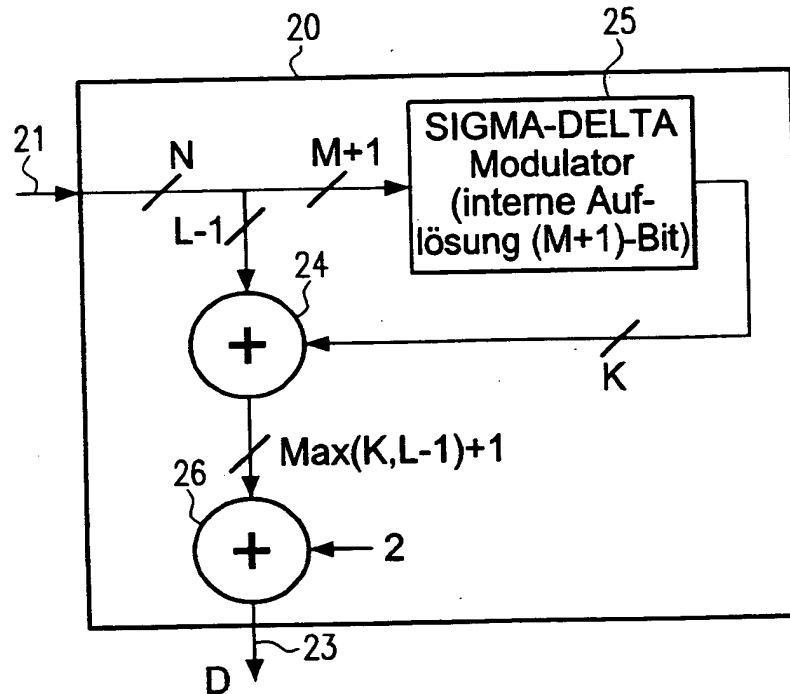 20
25
21
N
M+1
SIGMA-DELTA
Modulator
(interne Auf-
lösung (M+1)-Bit)
L-1
24
+
K
Max(K,L-1)+1
26
+
2
23
D